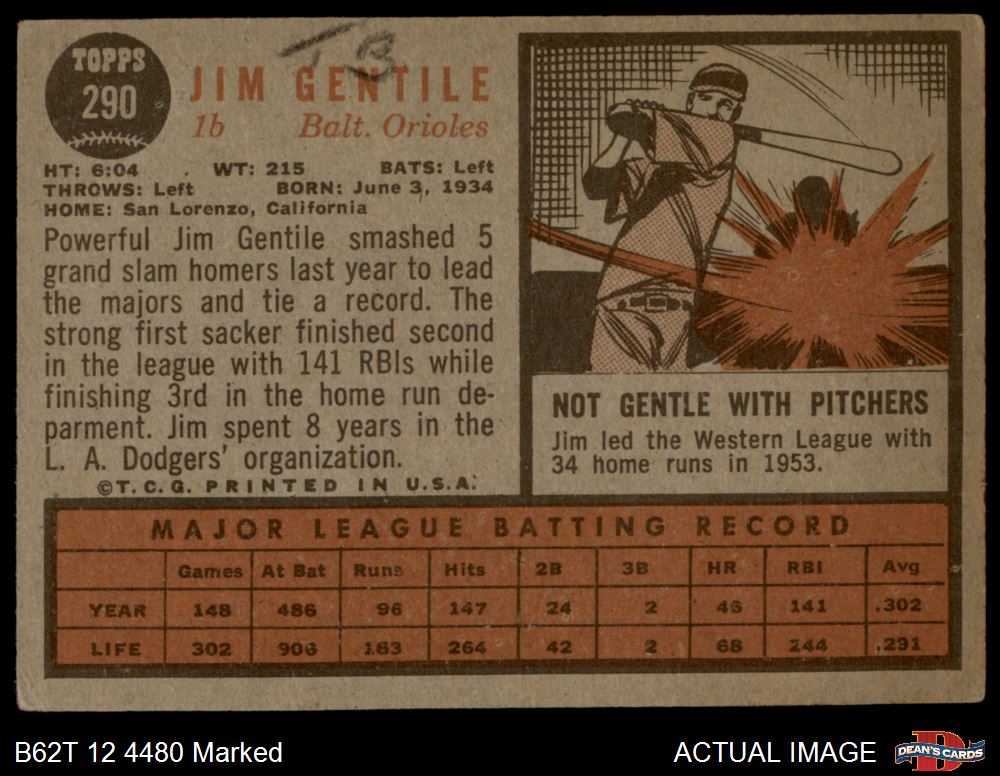 TOPPS
290
TB
JIM GENTILE
1b Balt. Orioles
HT: 6:04 WT: 215 BATS: Left
THROWS: Left BORN: June 3, 1934
HOME: San Lorenzo, California
Powerful Jim Gentile smashed 5
grand slam homers last year to lead
the majors and tie a record. The
strong first sacker finished second
in the league with 141 RBIs while
finishing 3rd in the home run de-
parment. Jim spent 8 years in the
L. A. Dodgers' organization.
©T.C.G. PRINTED IN U.S.A.
NOT GENTLE WITH PITCHERS
Jim led the Western League with
34 home runs in 1953.
MAJOR LEAGUE BATTING RECORD
Games At Bat Runs Hits 2B 3B HR RBI Avg
YEAR 148 486 96 147 24 2 46 141 .302
LIFE 302 906 163 264 42 2 68 244 .291
B62T 12 4480 Marked
ACTUAL IMAGE
D
DEAN'S CARDS